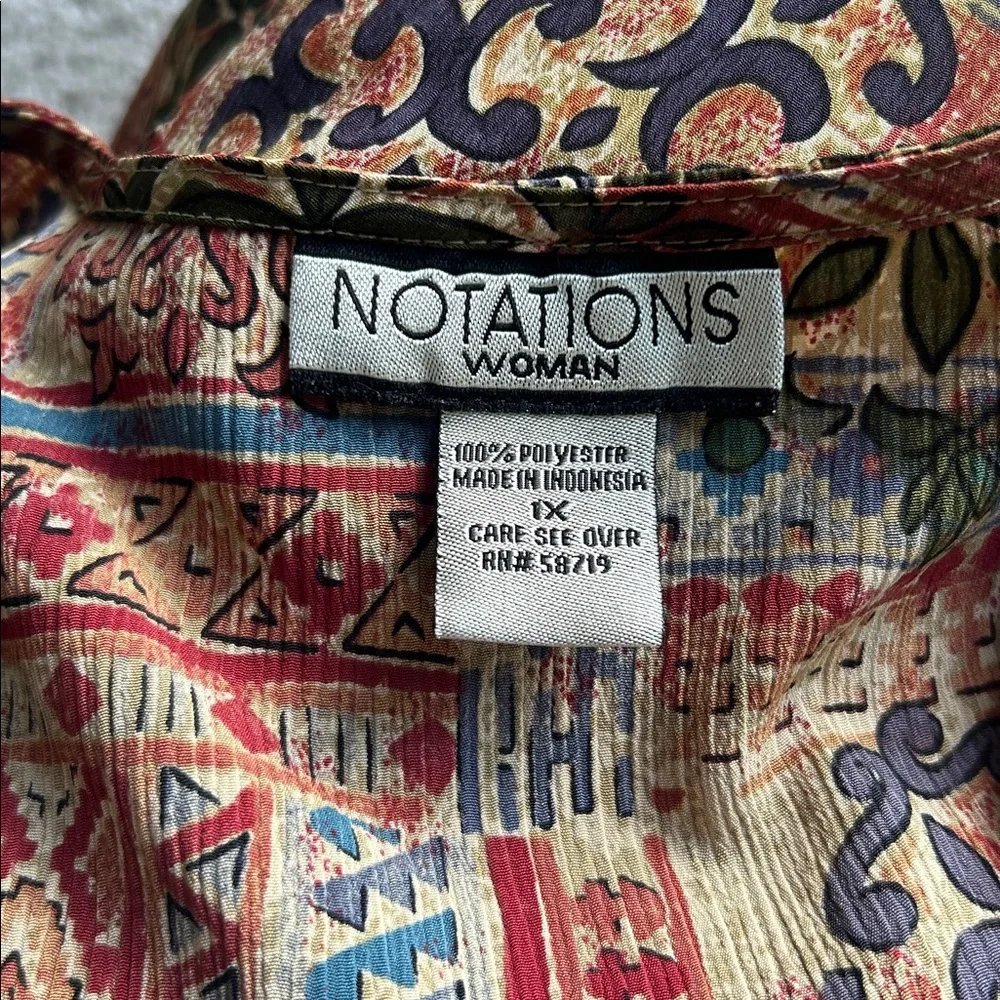 NOTATIONS
WOMAN
100% POLYESTER
MADE IN INDONESIA
1X
CARE SEE OVER
RN# 58719